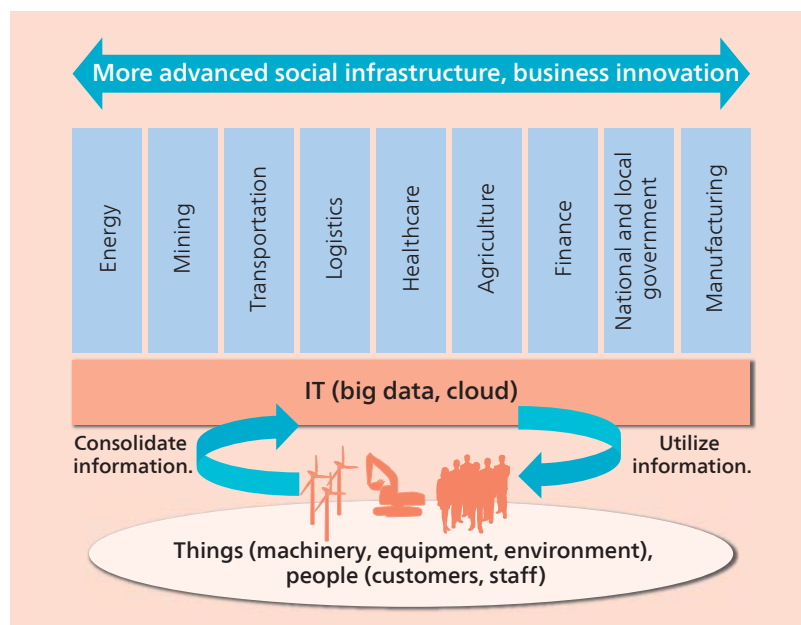 More advanced social infrastructure, business innovation
Energy
Mining
Transportation
Logistics
Healthcare
Agriculture
Finance
National and local
government
Manufacturing
IT (big data, cloud)
Consolidate
information.
Utilize
information.
Things (machinery, equipment, environment),
people (customers, staff)